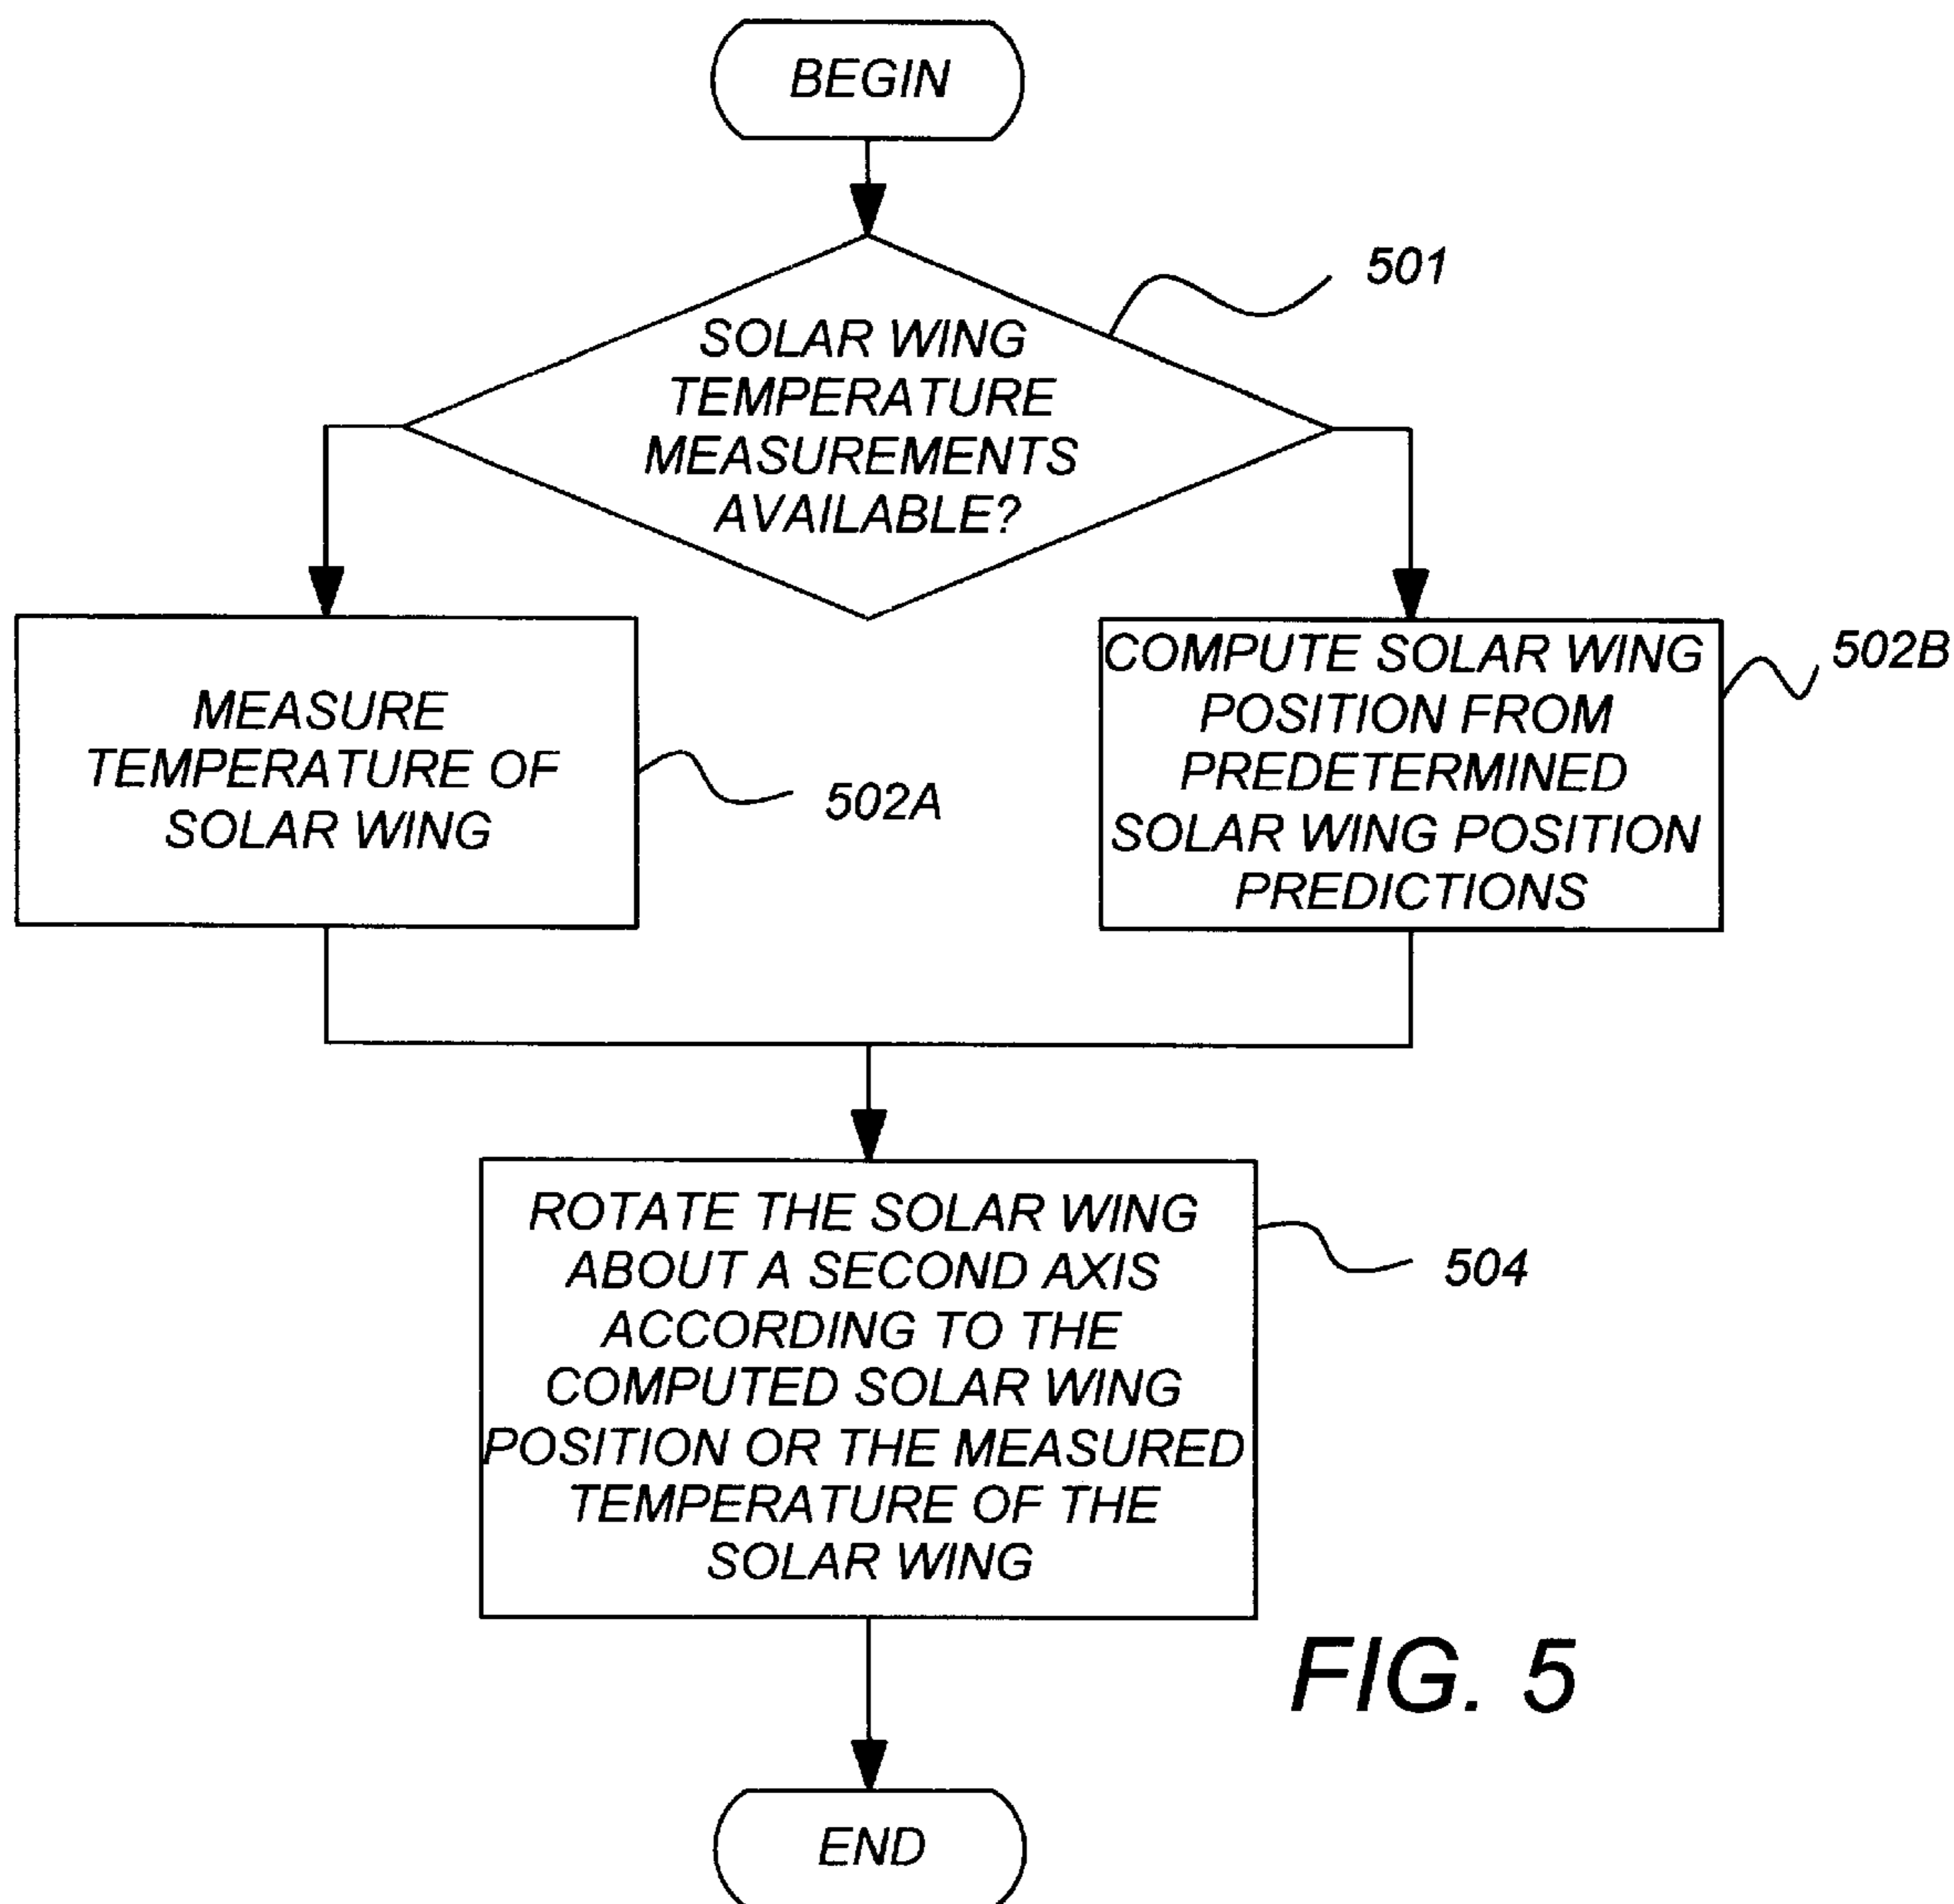 BEGIN
501
SOLAR WING
TEMPERATURE
MEASUREMENTS
AVAILABLE?
MEASURE
TEMPERATURE OF
SOLAR WING
502A
COMPUTE SOLAR WING
POSITION FROM
PREDETERMINED
SOLAR WING POSITION
PREDICTIONS
502B
ROTATE THE SOLAR WING
ABOUT A SECOND AXIS
ACCORDING TO THE
COMPUTED SOLAR WING
POSITION OR THE MEASURED
TEMPERATURE OF THE
SOLAR WING
504
FIG. 5
END